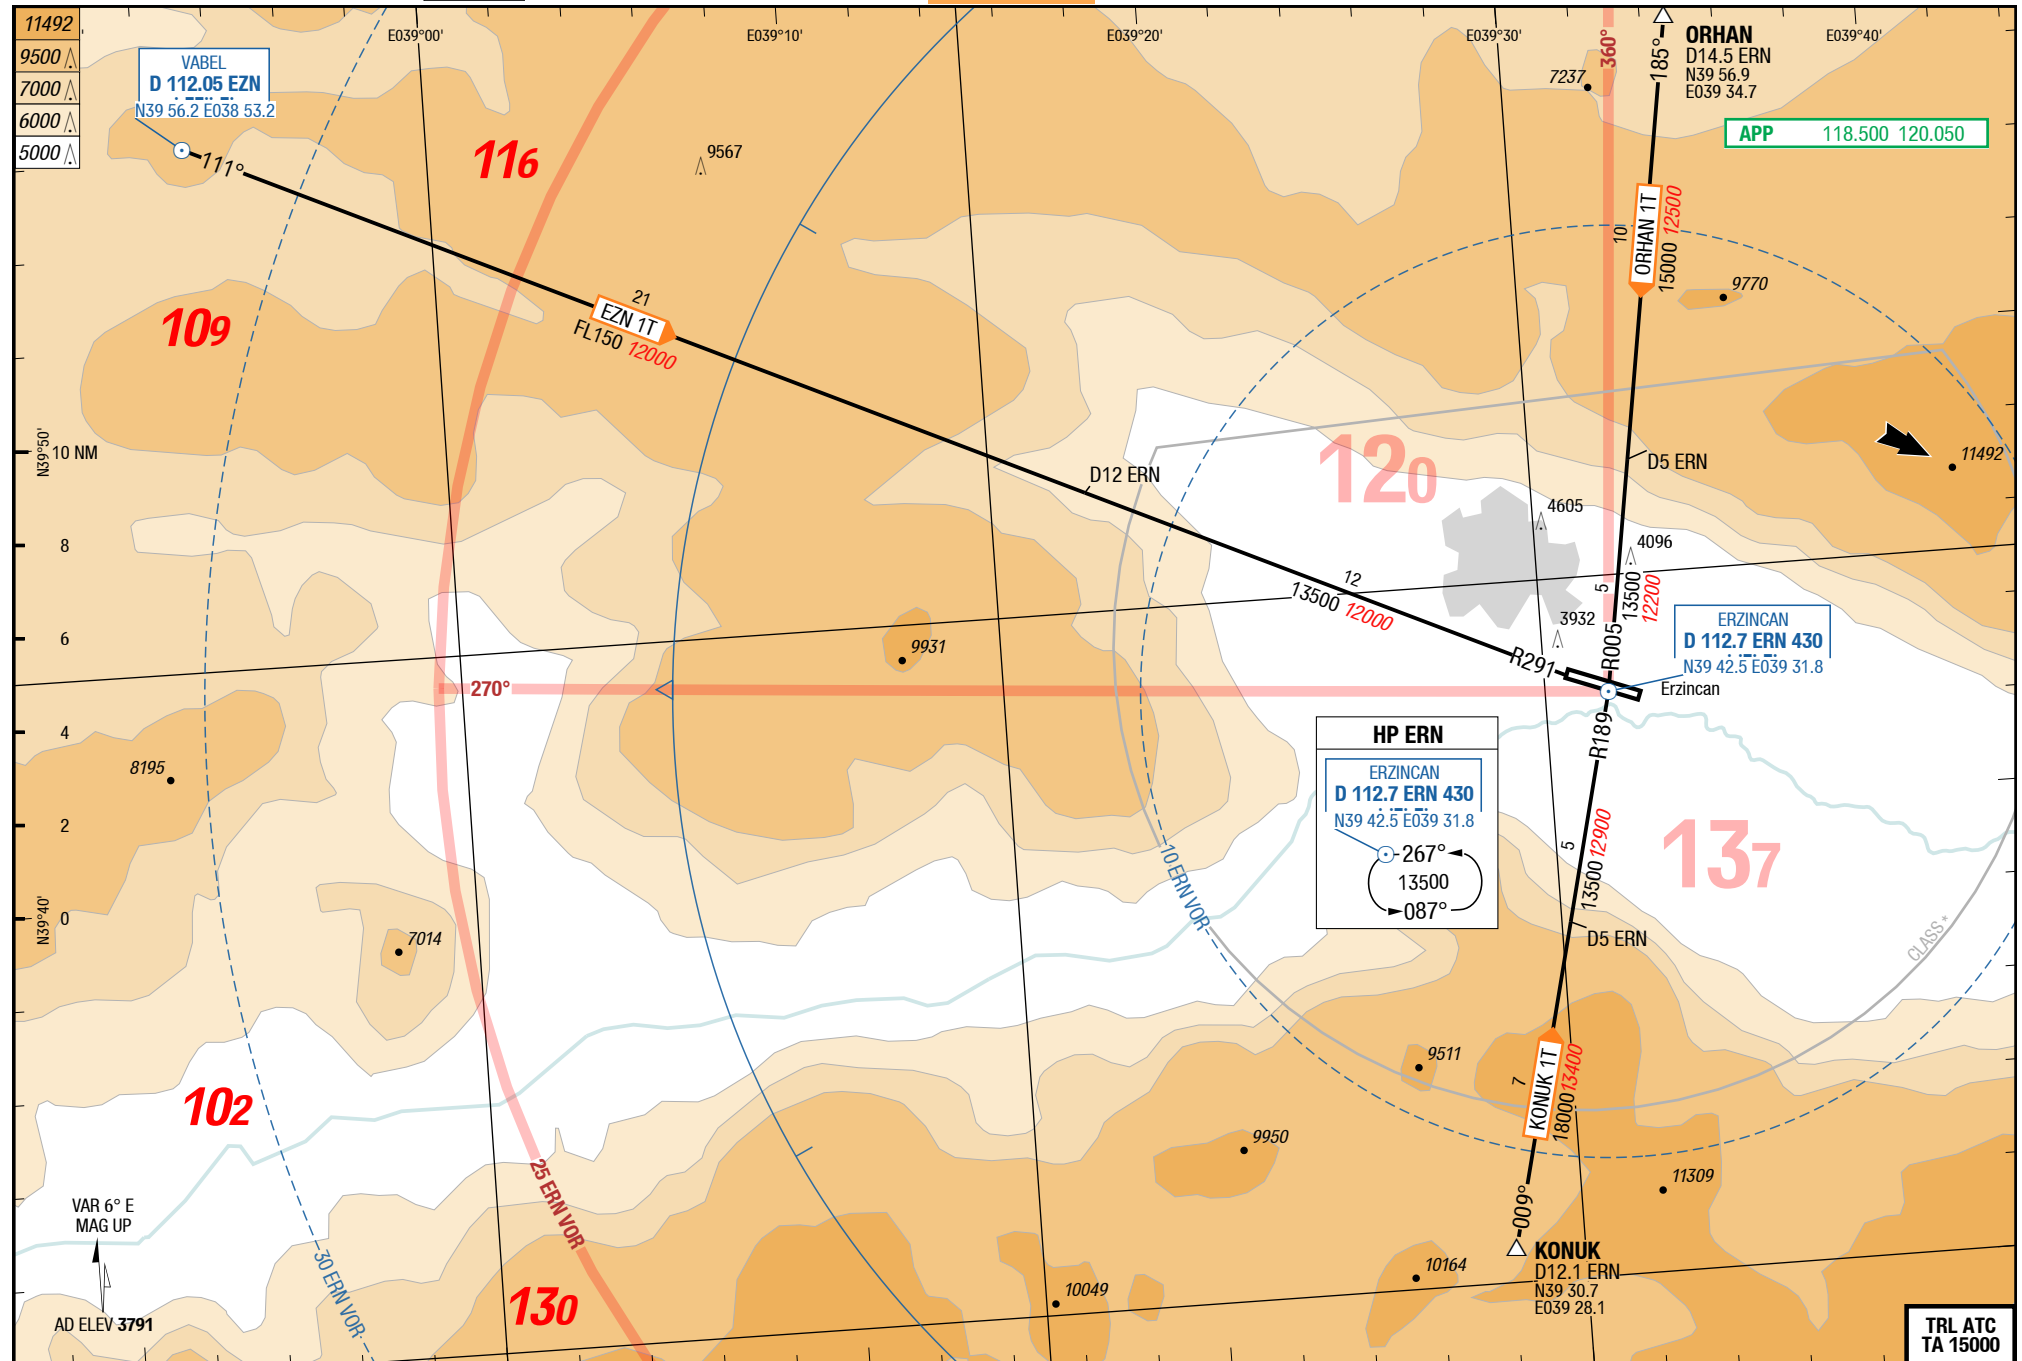 11492
9500
7000
6000
5000
E039°00'
E039°10'
E039°20'
E039°30'
E039°40'
VABEL
D 112.05 EZN
N39 56.2 E038 53.2
111°
116
9567
7237
360°
185°
ORHAN
D14.5 ERN
N39 56.9
E039 34.7
APP 118.500 120.050
109
21
EZN 1T
FL150 12000
10
ORHAN 1T
15000 12500
9770
N39°50'
10 NM
D12 ERN
120
D5 ERN
11492
4605
4096
8
12
13500 12000
5
13500
12200
3932
6
9931
R291
R005
ERZINCAN
D 112.7 ERN 430
N39 42.5 E039 31.8
Erzincan
270°
4
8195
R189
HP ERN
ERZINCAN
D 112.7 ERN 430
N39 42.5 E039 31.8
267°
13500
087°
2
5
13500 12900
137
10 ERN VOR
N39°40'
0
7014
D5 ERN
CLASS *
102
9511
7
KONUK 1T
18000 13400
9950
11309
25 ERN VOR
VAR 6° E
MAG UP
009°
30 ERN VOR
KONUK
D12.1 ERN
N39 30.7
E039 28.1
10164
10049
130
AD ELEV 3791
TRL ATC
TA 15000